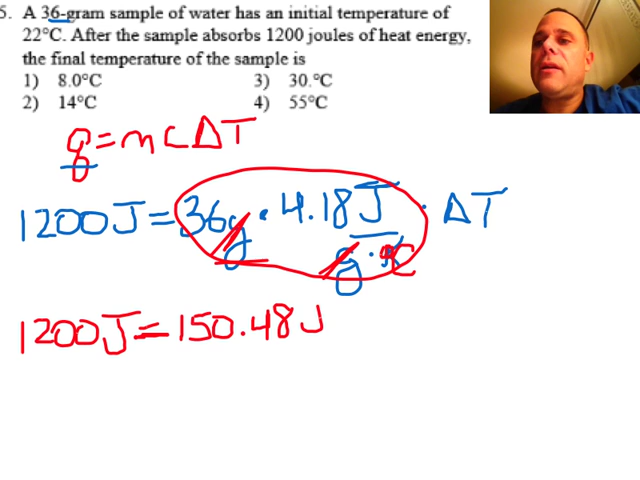 5. A 36-gram sample of water has an initial temperature of
22°C. After the sample absorbs 1200 joules of heat energy,
the final temperature of the sample is
1) 8.0°C 3) 30.°C
2) 14°C 4) 55°C
q=mCΔT
1200J=36g·4.18J/g·°C·ΔT
1200J=150.48J